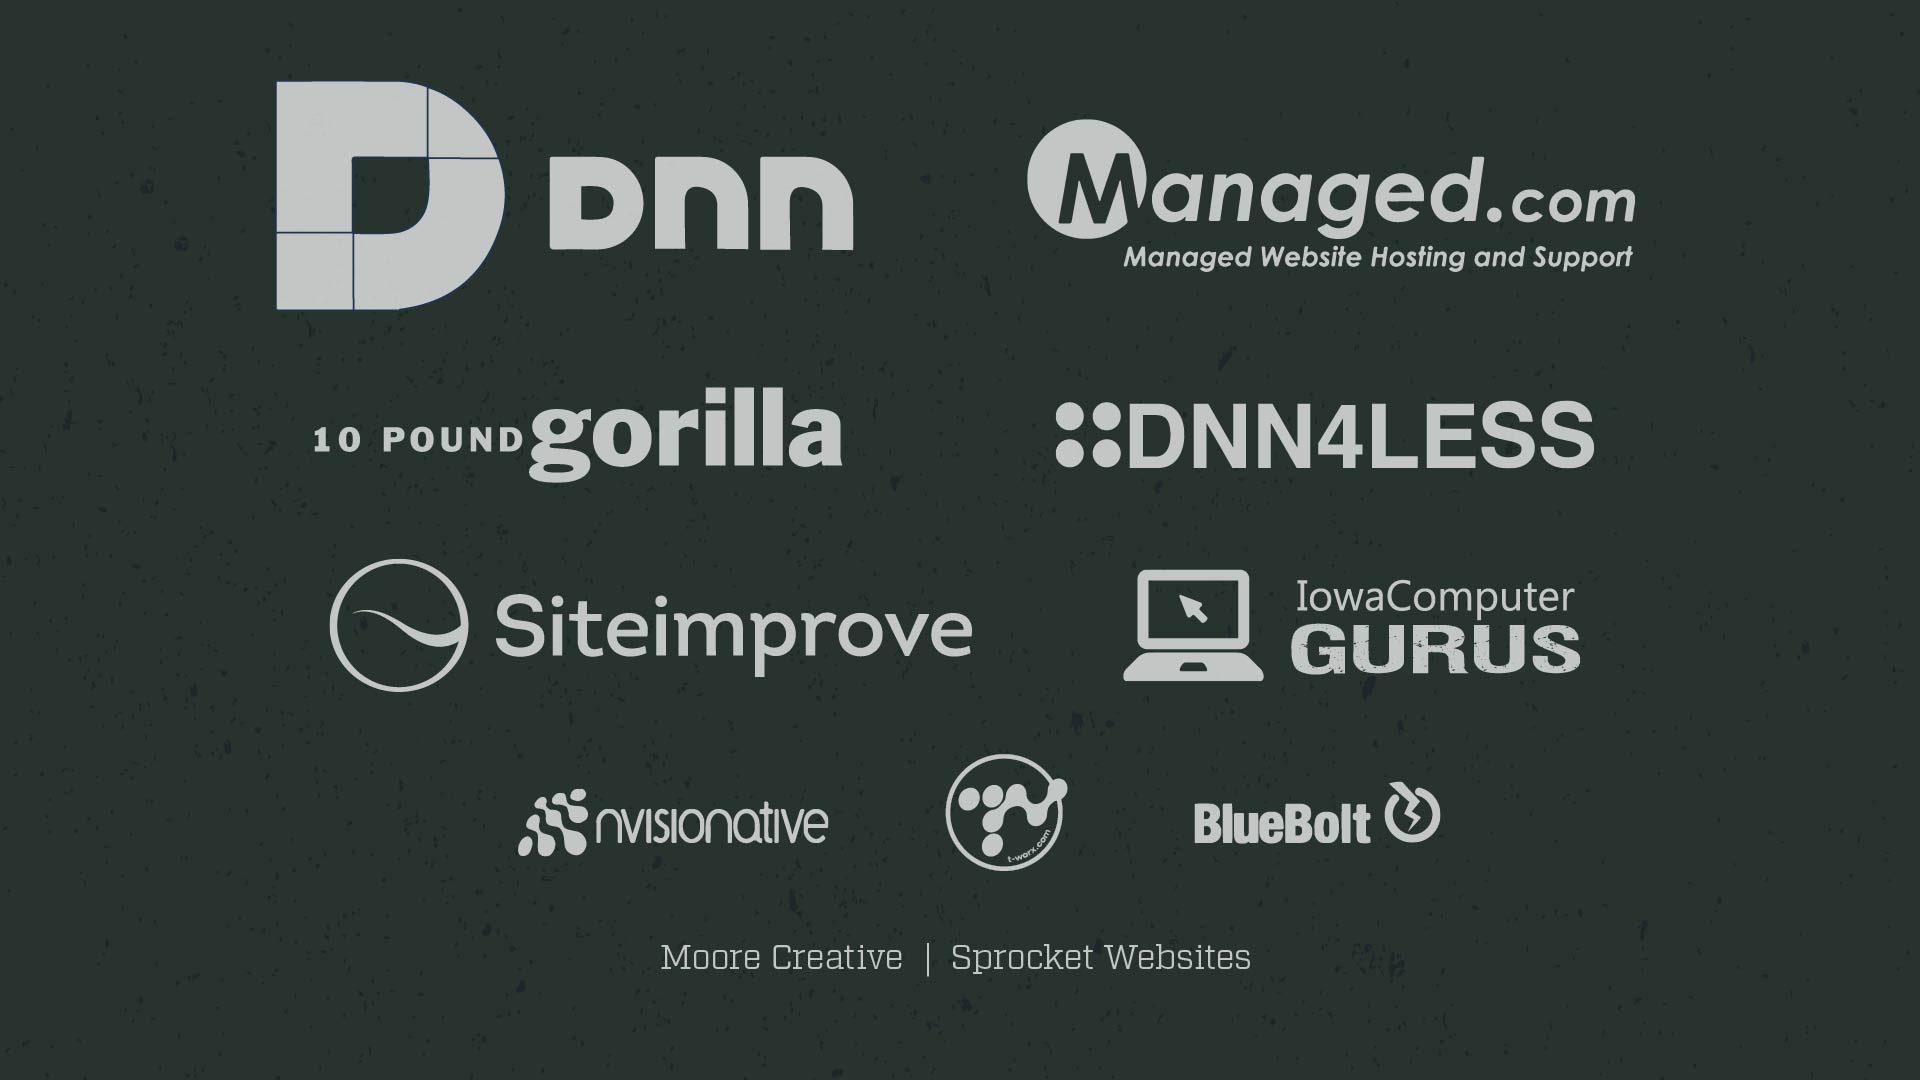 DNN
Managed.com
Managed Website Hosting and Support
10 POUND gorilla
DNN4LESS
Siteimprove
IowaComputer
GURUS
nvisionative
t-worx.com
BlueBolt
Moore Creative | Sprocket Websites